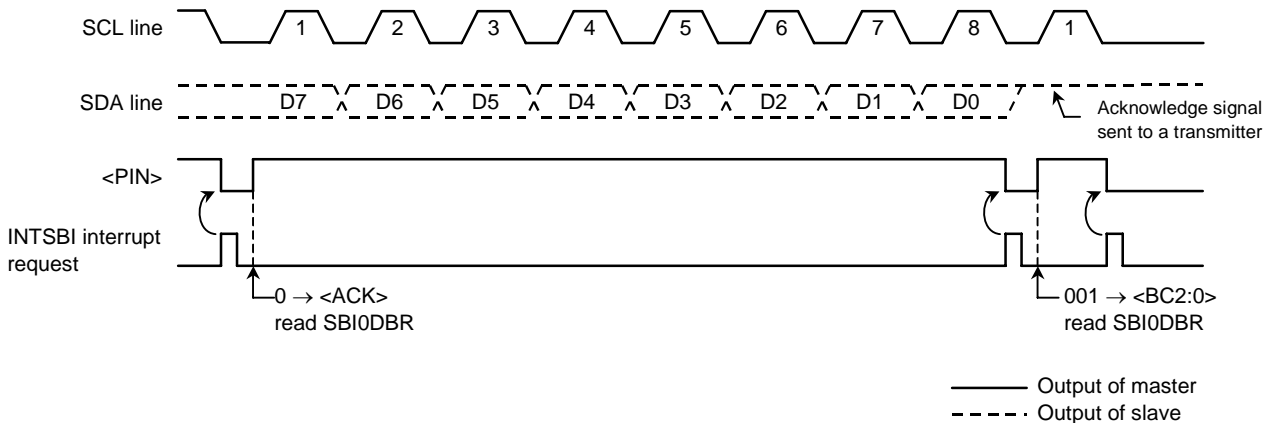 SCL line
1 2 3 4 5 6 7 8 1
SDA line
D7 D6 D5 D4 D3 D2 D1 D0
Acknowledge signal
sent to a transmitter
<PIN>
INTSBI interrupt
request
0 → <ACK>
read SBI0DBR
001 → <BC2:0>
read SBI0DBR
Output of master
Output of slave